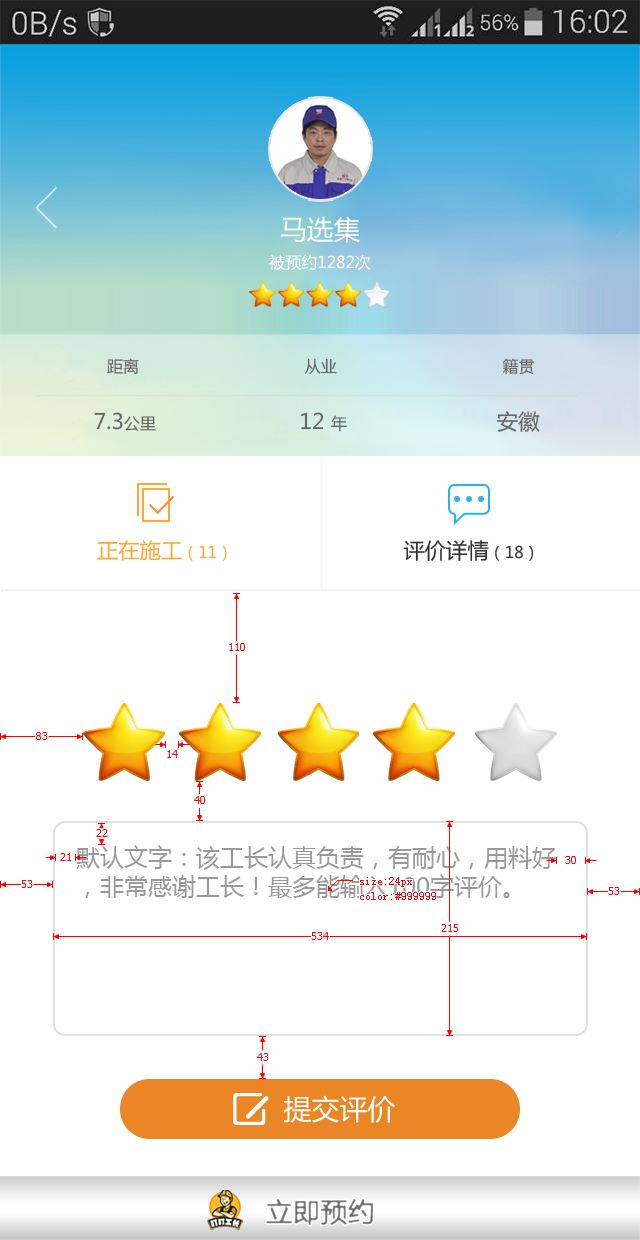 0B/s 1 2 56% 16:02
马选集
被预约1282次
距离 从业 籍贯
7.3公里 12 年 安徽
正在施工（11） 评价详情（18）
110
83
14
40
22
21 默认文字：该工长认真负责，有耐心，用料好 30
53 ，非常感谢工长！最多能输入100字评价。 53
size:24px
color:#999999
215
534
43
提交评价
立即预约